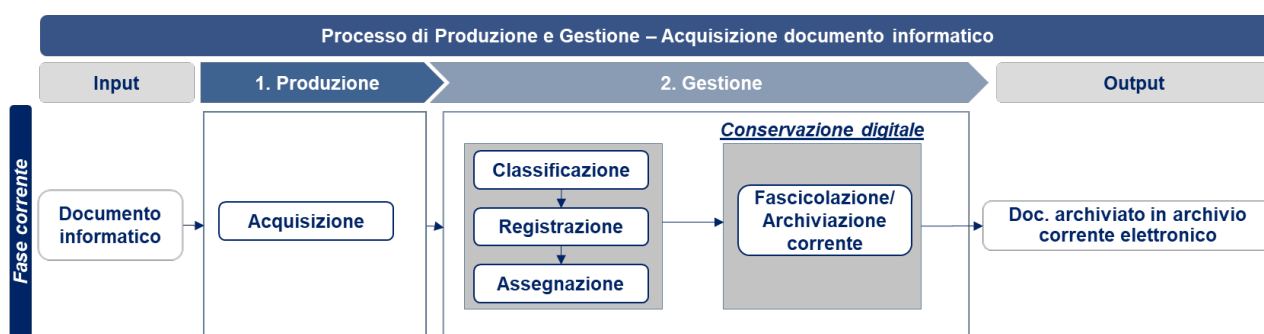 Processo di Produzione e Gestione – Acquisizione documento informatico
Input
1. Produzione
2. Gestione
Output
Fase corrente
Documento
informatico
Acquisizione
Classificazione
Registrazione
Assegnazione
Conservazione digitale
Fascicolazione/
Archiviazione
corrente
Doc. archiviato in archivio
corrente elettronico